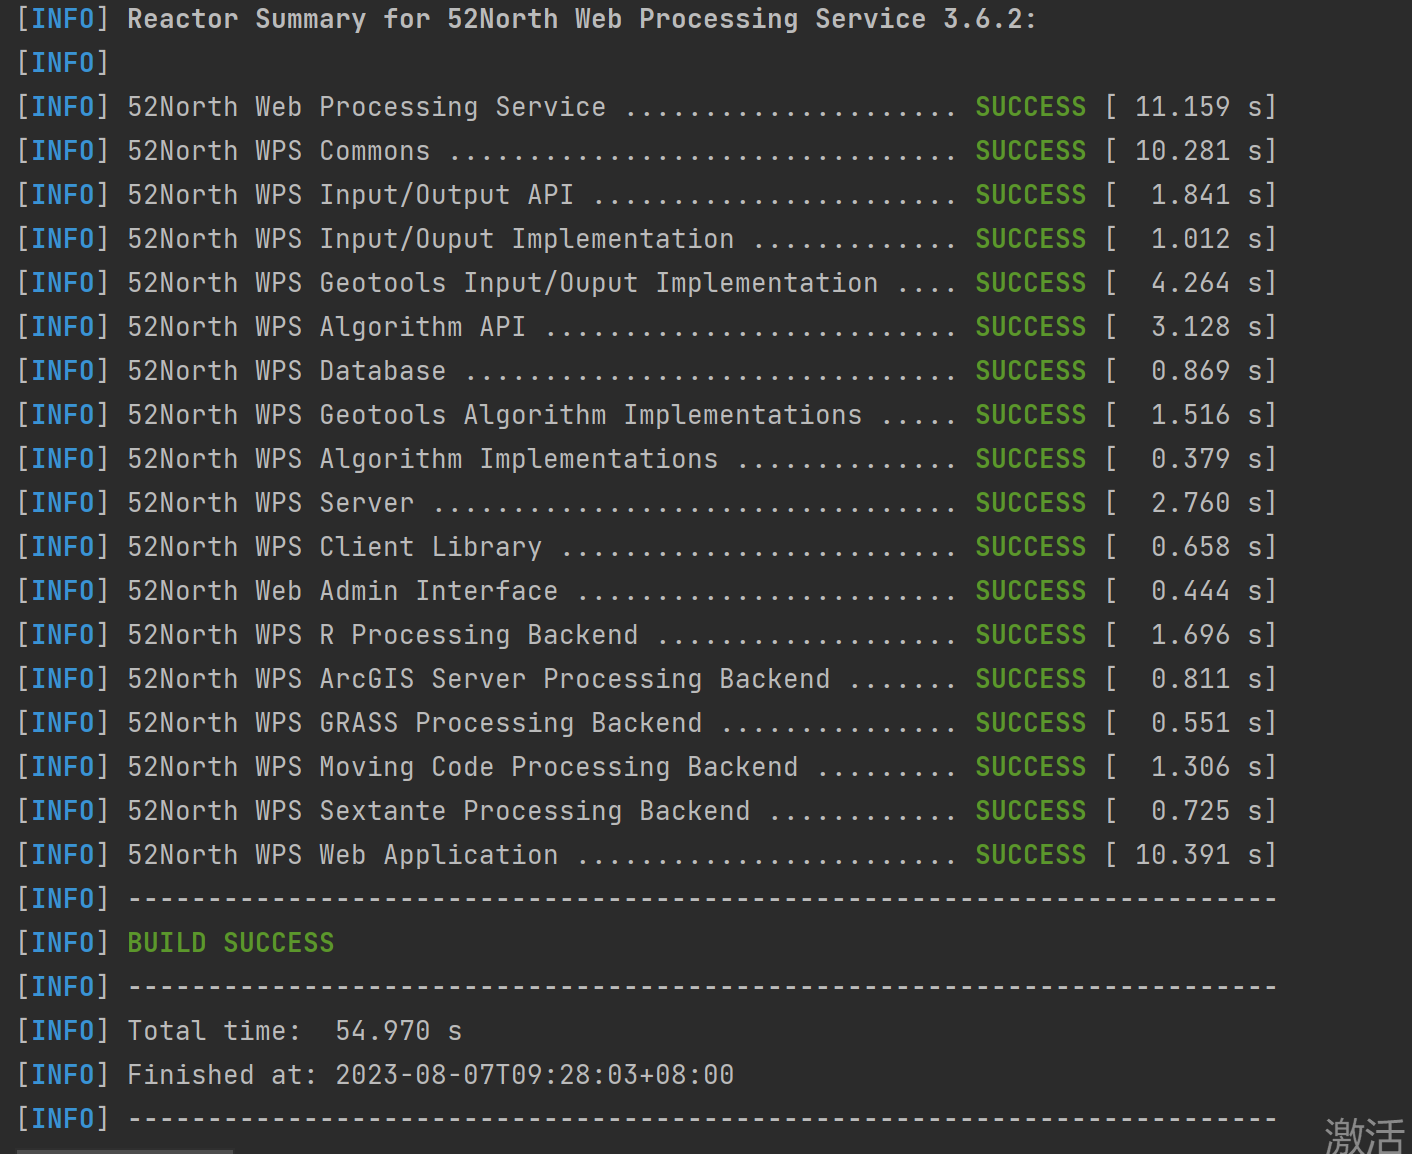 [INFO] Reactor Summary for 52North Web Processing Service 3.6.2:
[INFO]
[INFO] 52North Web Processing Service ..................... SUCCESS [ 11.159 s]
[INFO] 52North WPS Commons ................................ SUCCESS [ 10.281 s]
[INFO] 52North WPS Input/Output API ....................... SUCCESS [  1.841 s]
[INFO] 52North WPS Input/Ouput Implementation ............. SUCCESS [  1.012 s]
[INFO] 52North WPS Geotools Input/Ouput Implementation .... SUCCESS [  4.264 s]
[INFO] 52North WPS Algorithm API .......................... SUCCESS [  3.128 s]
[INFO] 52North WPS Database ............................... SUCCESS [  0.869 s]
[INFO] 52North WPS Geotools Algorithm Implementations ..... SUCCESS [  1.516 s]
[INFO] 52North WPS Algorithm Implementations .............. SUCCESS [  0.379 s]
[INFO] 52North WPS Server ................................. SUCCESS [  2.760 s]
[INFO] 52North WPS Client Library ......................... SUCCESS [  0.658 s]
[INFO] 52North Web Admin Interface ........................ SUCCESS [  0.444 s]
[INFO] 52North WPS R Processing Backend ................... SUCCESS [  1.696 s]
[INFO] 52North WPS ArcGIS Server Processing Backend ....... SUCCESS [  0.811 s]
[INFO] 52North WPS GRASS Processing Backend ............... SUCCESS [  0.551 s]
[INFO] 52North WPS Moving Code Processing Backend ......... SUCCESS [  1.306 s]
[INFO] 52North WPS Sextante Processing Backend ............ SUCCESS [  0.725 s]
[INFO] 52North WPS Web Application ........................ SUCCESS [ 10.391 s]
[INFO] ------------------------------------------------------------------------
[INFO] BUILD SUCCESS
[INFO] ------------------------------------------------------------------------
[INFO] Total time:  54.970 s
[INFO] Finished at: 2023-08-07T09:28:03+08:00
[INFO] ------------------------------------------------------------------------
激活